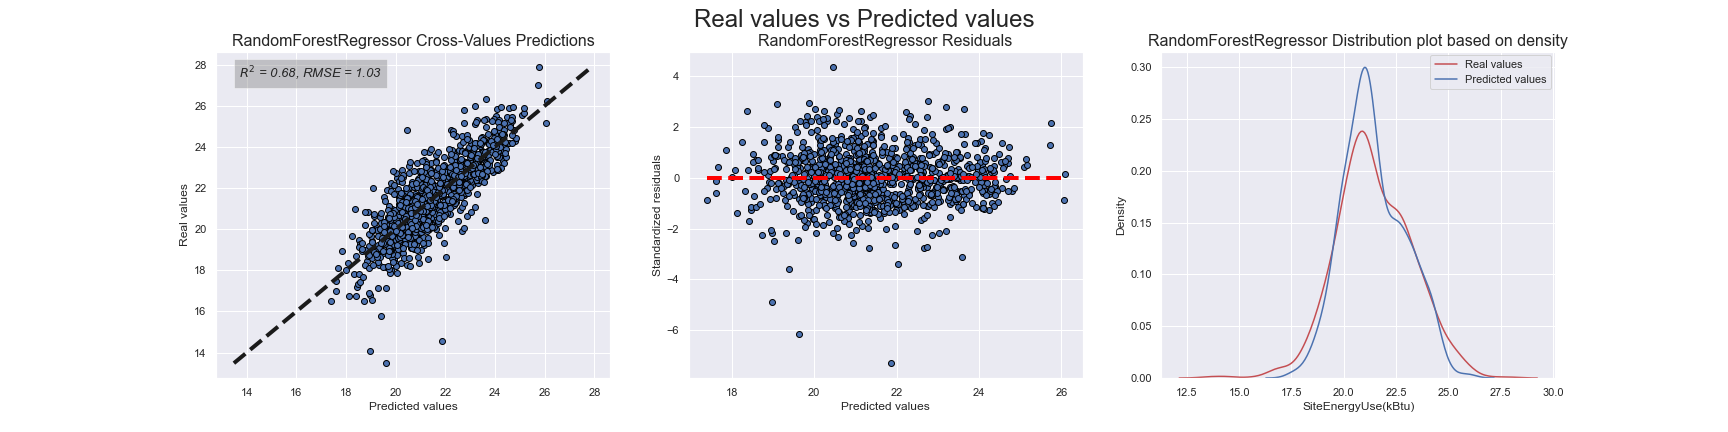 Real values vs Predicted values
RandomForestRegressor Cross-Values Predictions
R² = 0.68, RMSE = 1.03
28
26
24
22
20
18
16
14
Real values
14 16 18 20 22 24 26 28
Predicted values
RandomForestRegressor Residuals
4
2
0
−2
−4
−6
Standardized residuals
18 20 22 24 26
Predicted values
RandomForestRegressor Distribution plot based on density
Real values
Predicted values
0.30
0.25
0.20
0.15
0.10
0.05
0.00
Density
12.5 15.0 17.5 20.0 22.5 25.0 27.5 30.0
SiteEnergyUse(kBtu)